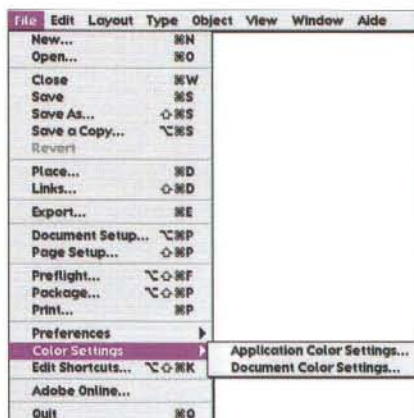 File Edit Layout Type Object View Window Aide
New... ⌘N
Open... ⌘O
Close ⌘W
Save ⌘S
Save As... ⇧⌘S
Save a Copy... ⌥⌘S
Revert
Place... ⌘D
Links... ⇧⌘D
Export... ⌘E
Document Setup... ⌥⌘P
Page Setup... ⇧⌘P
Preflight... ⌥⇧⌘F
Package... ⌥⇧⌘P
Print... ⌘P
Preferences
Color Settings
Application Color Settings...
Edit Shortcuts... ⌥⇧⌘K
Document Color Settings...
Adobe Online...
Quit ⌘Q